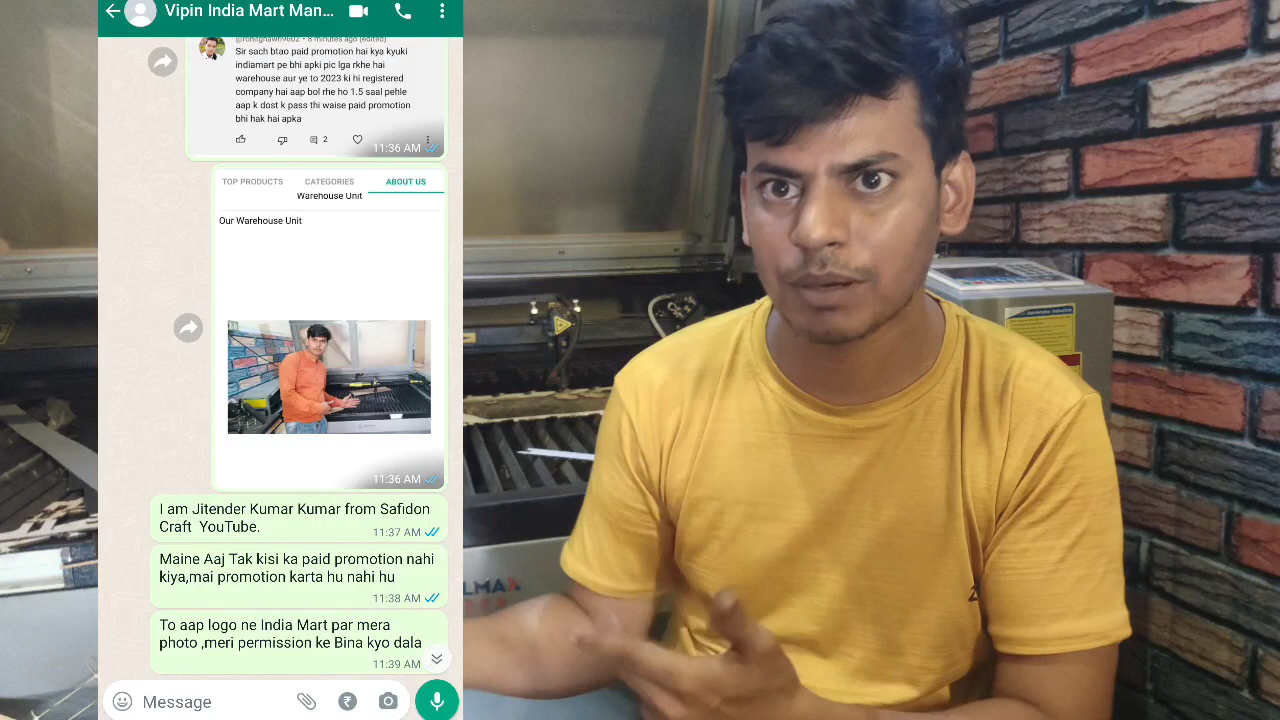 Vipin India Mart Man...
@rohitghawri9602 • 8 minutes ago (edited)
Sir sach btao paid promotion hai kya kyuki
indiamart pe bhi apki pic lga rkhe hai
warehouse aur ye to 2023 ki hi registered
company hai aap bol rhe ho 1.5 saal pehle
aap k dost k pass thi waise paid promotion
bhi hak hai apka
2
11:36 AM
TOP PRODUCTS CATEGORIES ABOUT US
Warehouse Unit
Our Warehouse Unit
11:36 AM
I am Jitender Kumar Kumar from Safidon
Craft YouTube.
11:37 AM
Maine Aaj Tak kisi ka paid promotion nahi
kiya,mai promotion karta hu nahi hu
11:38 AM
To aap logo ne India Mart par mera
photo ,meri permission ke Bina kyo dala
11:39 AM
Message